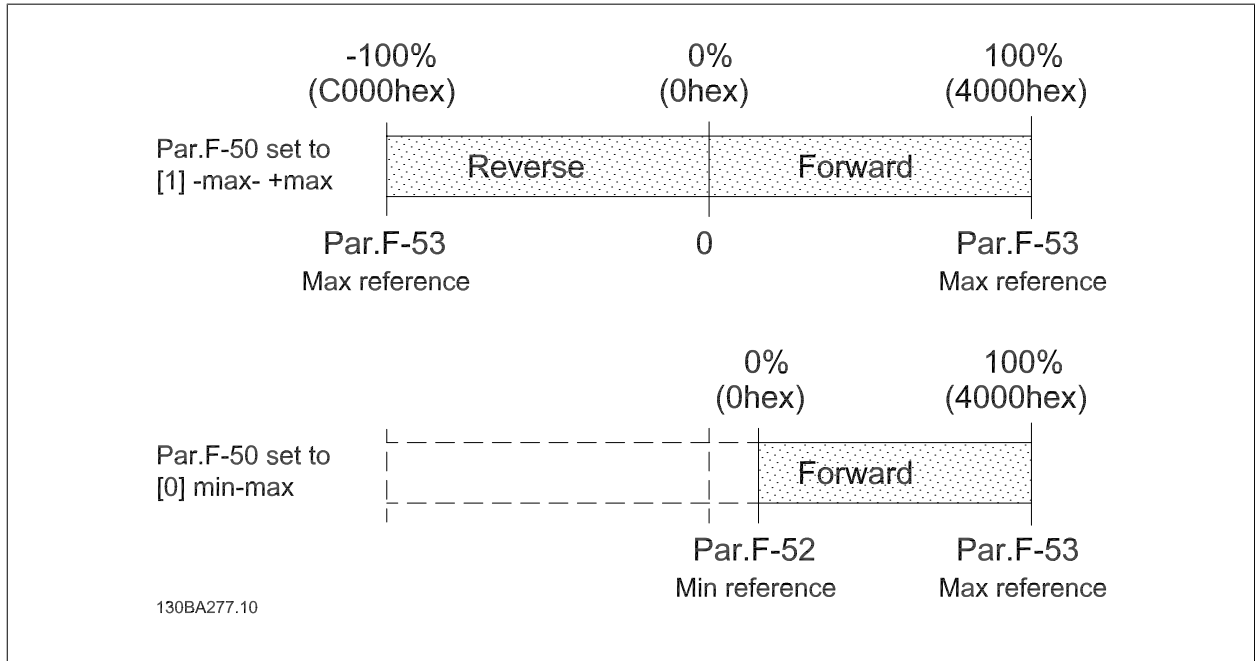 -100% 0% 100%
(C000hex) (0hex) (4000hex)
Par.F-50 set to
[1] -max- +max
Reverse Forward
Par.F-53 0 Par.F-53
Max reference Max reference
0% 100%
(0hex) (4000hex)
Par.F-50 set to
[0] min-max
Forward
Par.F-52 Par.F-53
Min reference Max reference
130BA277.10